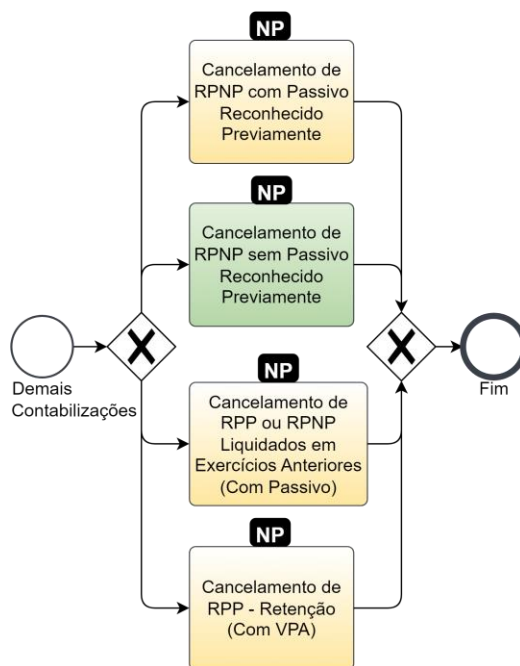 NP
Cancelamento de
RPNP com Passivo
Reconhecido
Previamente
NP
Cancelamento de
RPNP sem Passivo
Reconhecido
Previamente
Demais
Contabilizações
Fim
NP
Cancelamento de
RPP ou RPNP
Liquidados em
Exercícios Anteriores
(Com Passivo)
NP
Cancelamento de
RPP - Retenção
(Com VPA)